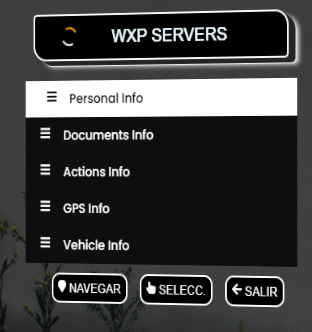 WXP SERVERS
Personal Info
Documents Info
Actions Info
GPS Info
Vehicle Info
NAVEGAR SELECC. SALIR